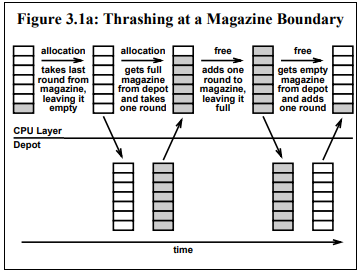 Figure 3.1a: Thrashing at a Magazine Boundary
allocation
takes last
round from
magazine,
leaving it
empty
allocation
gets full
magazine
from depot
and takes
one round
free
adds one
round to
magazine,
leaving it
full
free
gets empty
magazine
from depot
and adds
one round
CPU Layer
Depot
time